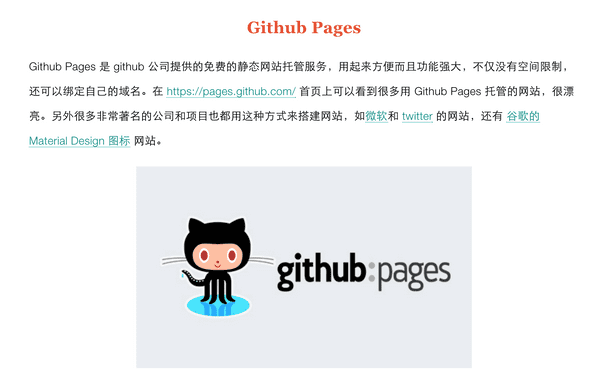 Github Pages
Github Pages 是 github 公司提供的免费的静态网站托管服务，用起来方便而且功能强大，不仅没有空间限制，
还可以绑定自己的域名。在 https://pages.github.com/ 首页上可以看到很多用 Github Pages 托管的网站，很漂
亮。另外很多非常著名的公司和项目也都用这种方式来搭建网站，如微软和 twitter 的网站，还有 谷歌的
Material Design 图标 网站。
github:pages